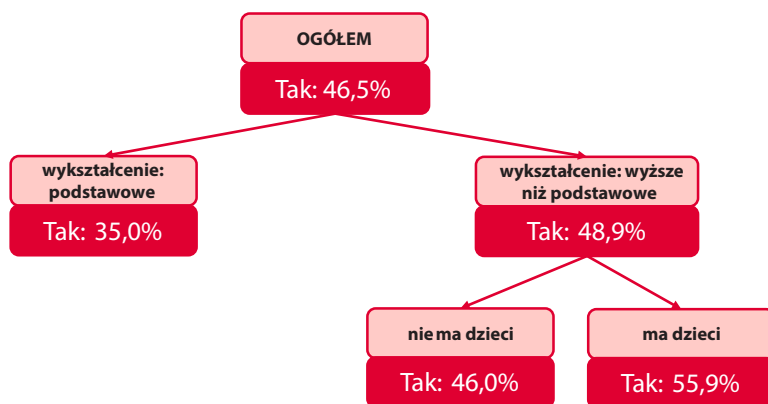 OGÓŁEM
Tak: 46,5%
wykształcenie:
podstawowe
Tak: 35,0%
wykształcenie: wyższe
niż podstawowe
Tak: 48,9%
nie ma dzieci
Tak: 46,0%
ma dzieci
Tak: 55,9%